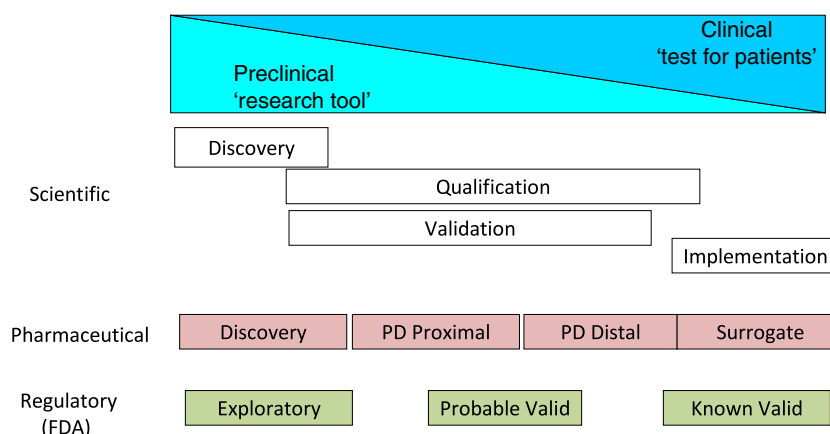 Clinical
‘test for patients’
Preclinical
‘research tool’
Discovery
Scientific
Qualification
Validation
Implementation
Pharmaceutical
Discovery
PD Proximal
PD Distal
Surrogate
Regulatory
(FDA)
Exploratory
Probable Valid
Known Valid